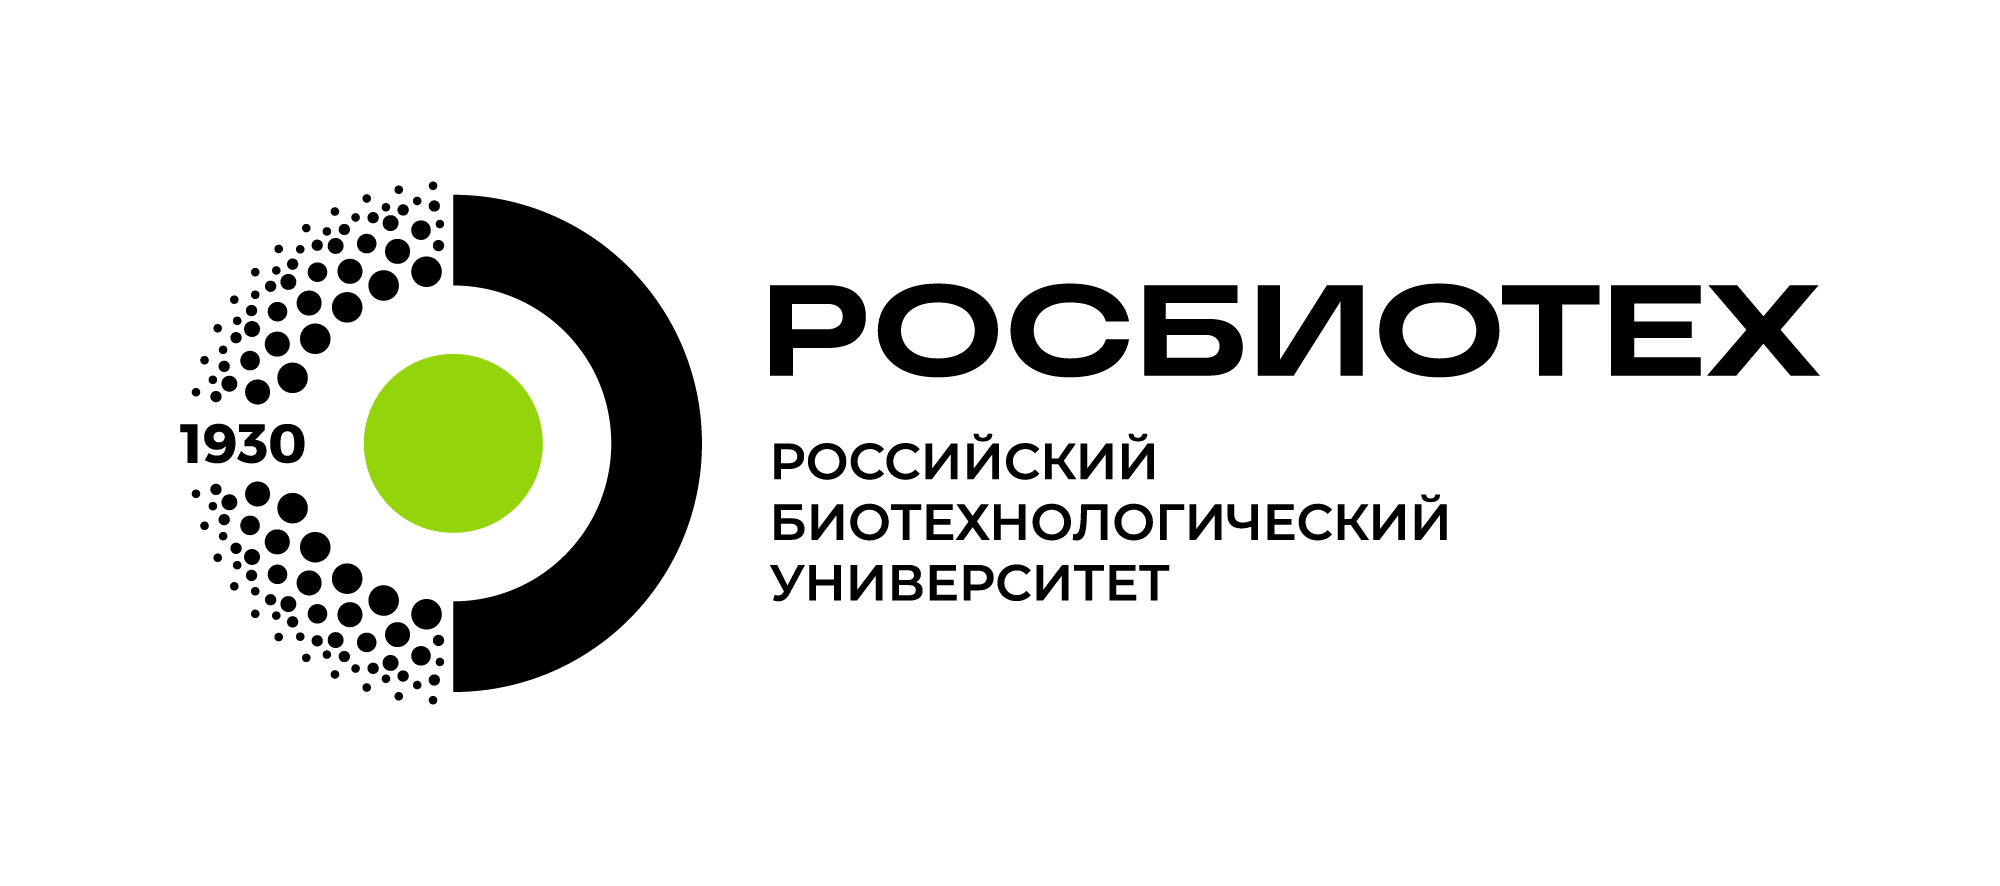 1930
РОСБИОТЕХ
РОССИЙСКИЙ
БИОТЕХНОЛОГИЧЕСКИЙ
УНИВЕРСИТЕТ